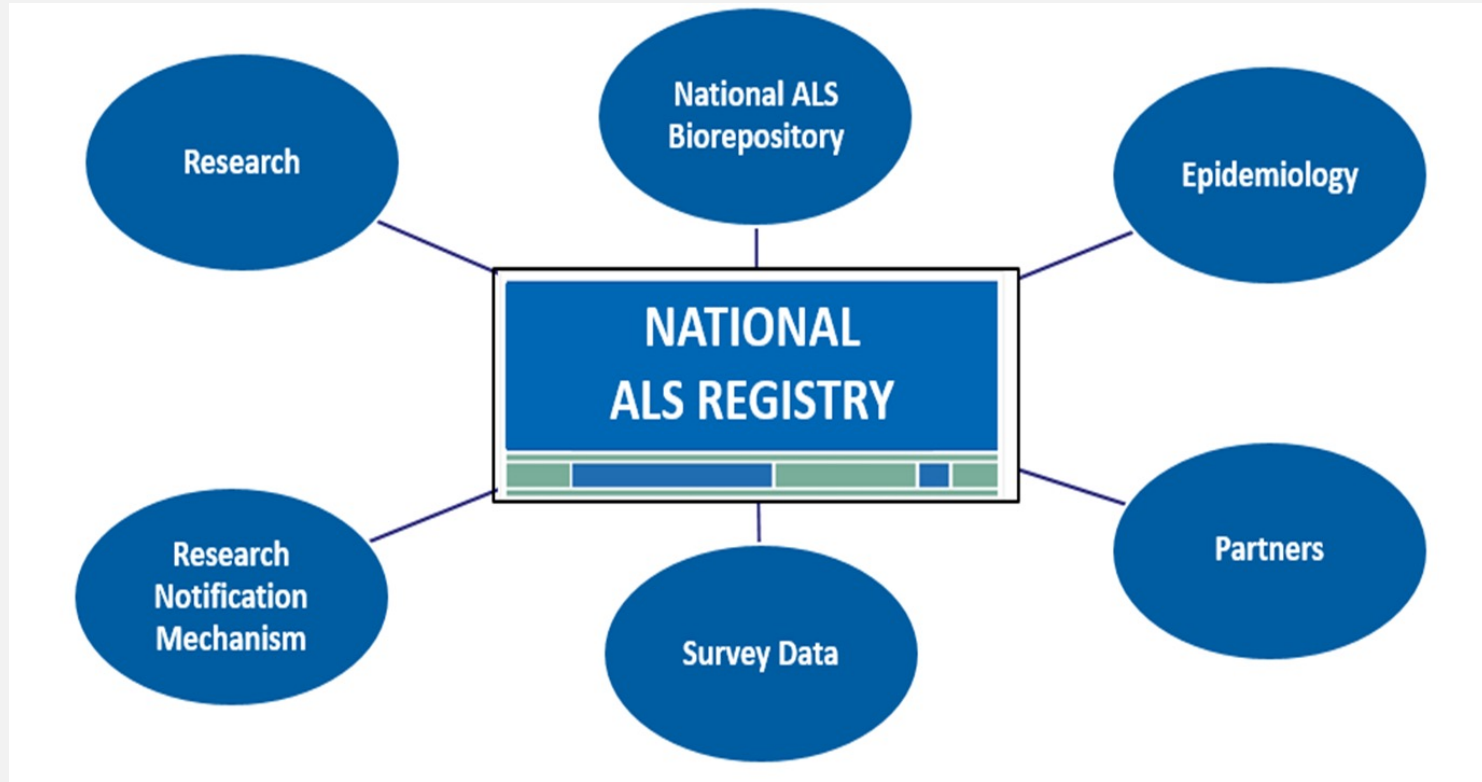 National ALS
Biorepository
Research
Epidemiology
NATIONAL
ALS REGISTRY
Research
Notification
Mechanism
Survey Data
Partners